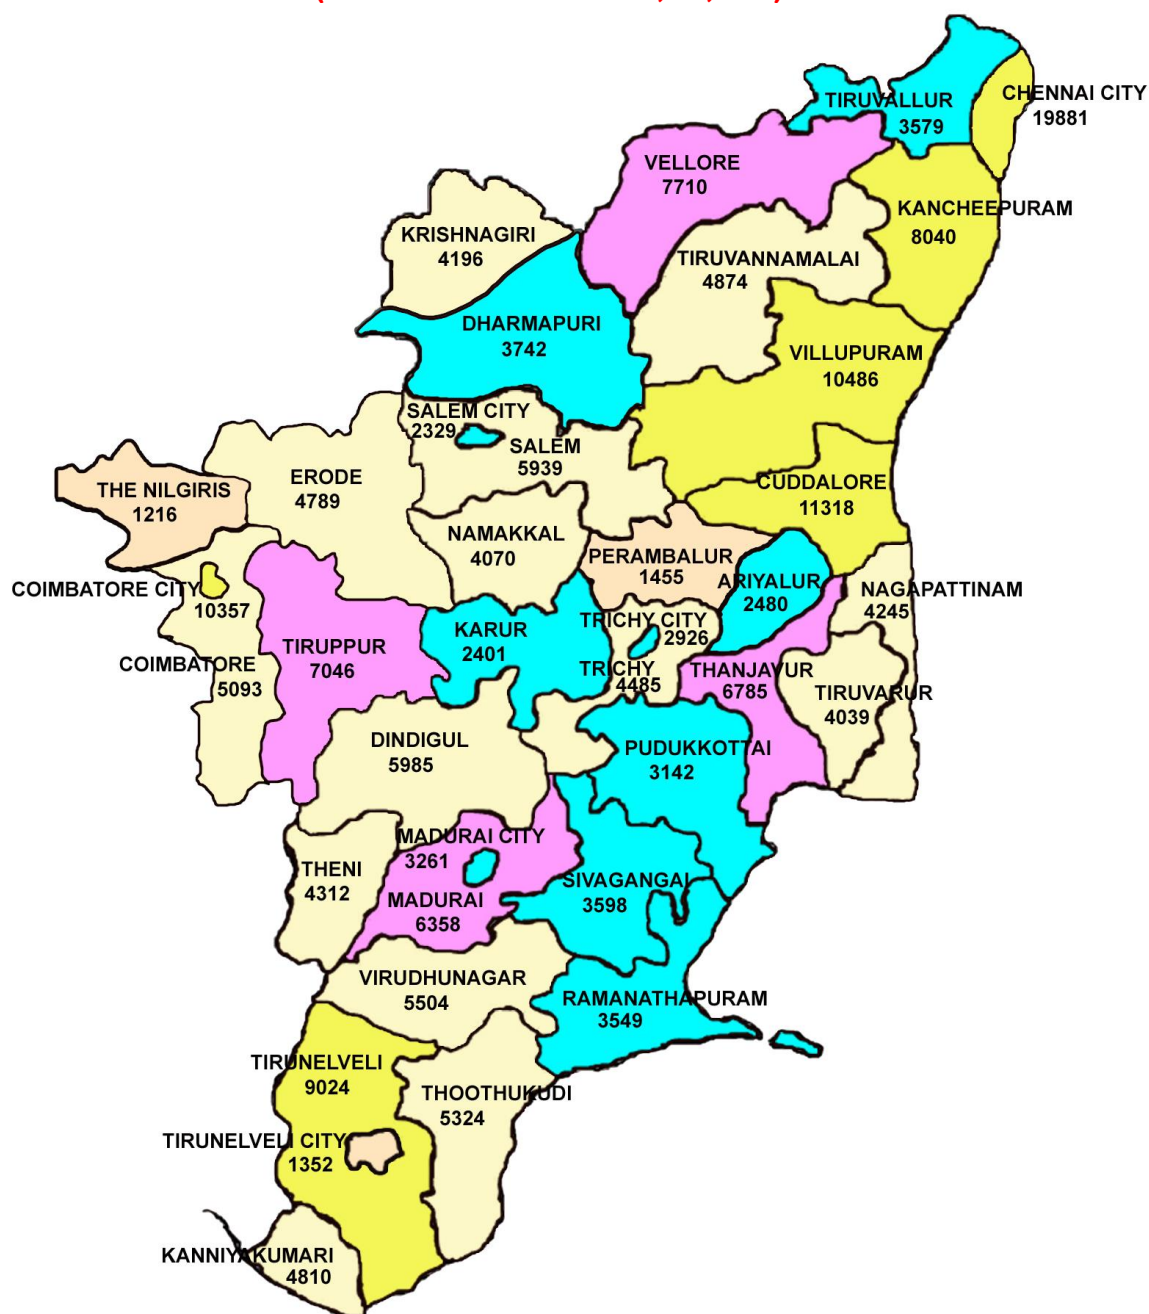 TIRUVALLUR
3579
CHENNAI CITY
19881
VELLORE
7710
KANCHEEPURAM
8040
KRISHNAGIRI
4196
TIRUVANNAMALAI
4874
DHARMAPURI
3742
VILLUPURAM
10486
SALEM CITY
2329
SALEM
5939
ERODE
4789
THE NILGIRIS
1216
CUDDALORE
11318
NAMAKKAL
4070
PERAMBALUR
1455
ARIYALUR
2480
NAGAPATTINAM
4245
COIMBATORE CITY
10357
TRICHY CITY
2926
KARUR
2401
TIRUPPUR
7046
COIMBATORE
5093
TRICHY
4485
THANJAVUR
6785
TIRUVARUR
4039
DINDIGUL
5985
PUDUKKOTTAI
3142
MADURAI CITY
3261
THENI
4312
MADURAI
6358
SIVAGANGAI
3598
VIRUDHUNAGAR
5504
RAMANATHAPURAM
3549
TIRUNELVELI
9024
THOOTHUKUDI
5324
TIRUNELVELI CITY
1352
KANNIYAKUMARI
4810